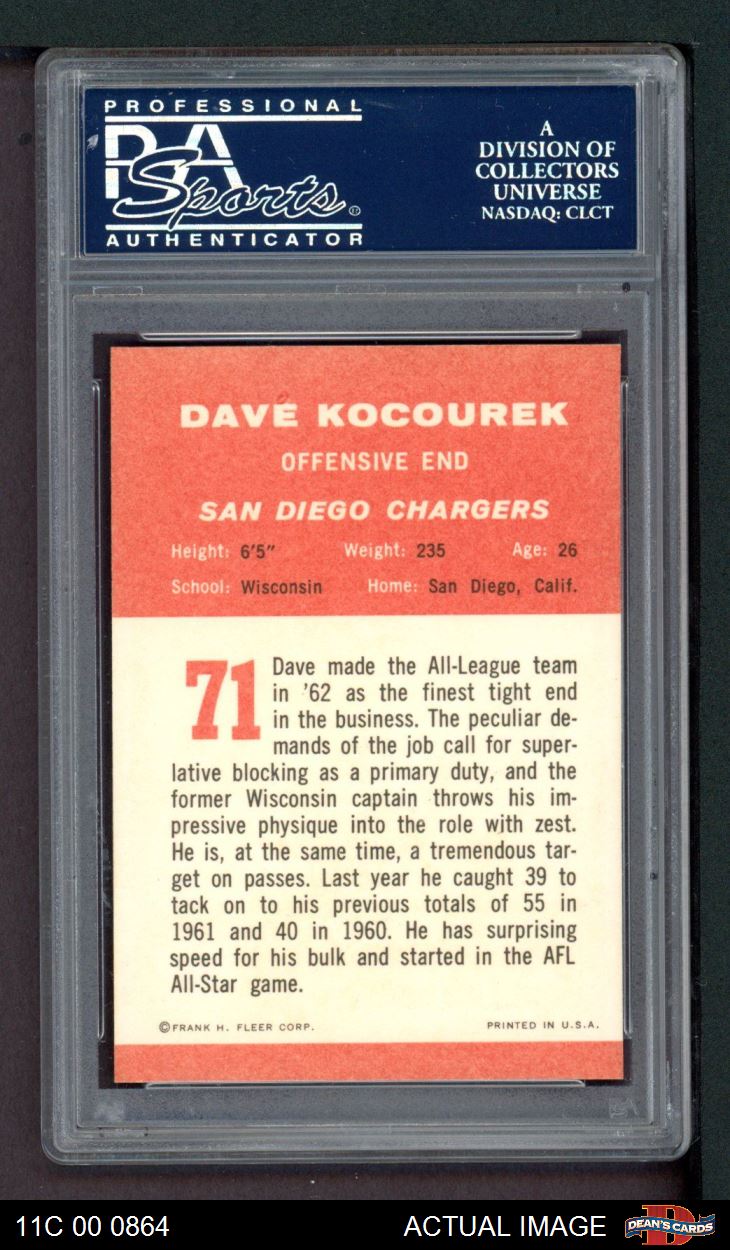 PROFESSIONAL
PSA
Sports
AUTHENTICATOR
A
DIVISION OF
COLLECTORS
UNIVERSE
NASDAQ: CLCT
DAVE KOCOUREK
OFFENSIVE END
SAN DIEGO CHARGERS
Height: 6'5" Weight: 235 Age: 26
School: Wisconsin Home: San Diego, Calif.
71
Dave made the All-League team
in '62 as the finest tight end
in the business. The peculiar de-
mands of the job call for super-
lative blocking as a primary duty, and the
former Wisconsin captain throws his im-
pressive physique into the role with zest.
He is, at the same time, a tremendous tar-
get on passes. Last year he caught 39 to
tack on to his previous totals of 55 in
1961 and 40 in 1960. He has surprising
speed for his bulk and started in the AFL
All-Star game.
©FRANK H. FLEER CORP. PRINTED IN U.S.A.
11C 00 0864 ACTUAL IMAGE DEAN'S CARDS